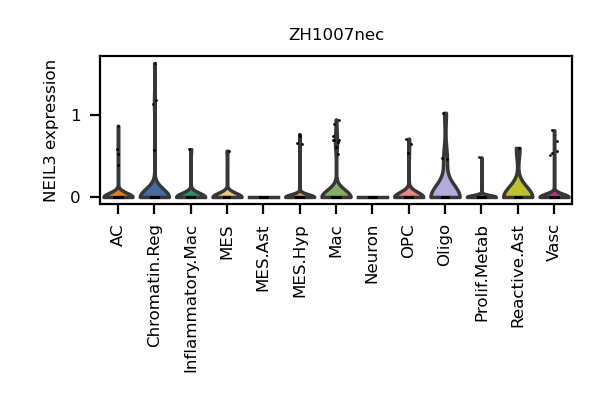 ZH1007nec
NEIL3 expression
1
0
AC
Chromatin.Reg
Inflammatory.Mac
MES
MES.Ast
MES.Hyp
Mac
Neuron
OPC
Oligo
Prolif.Metab
Reactive.Ast
Vasc